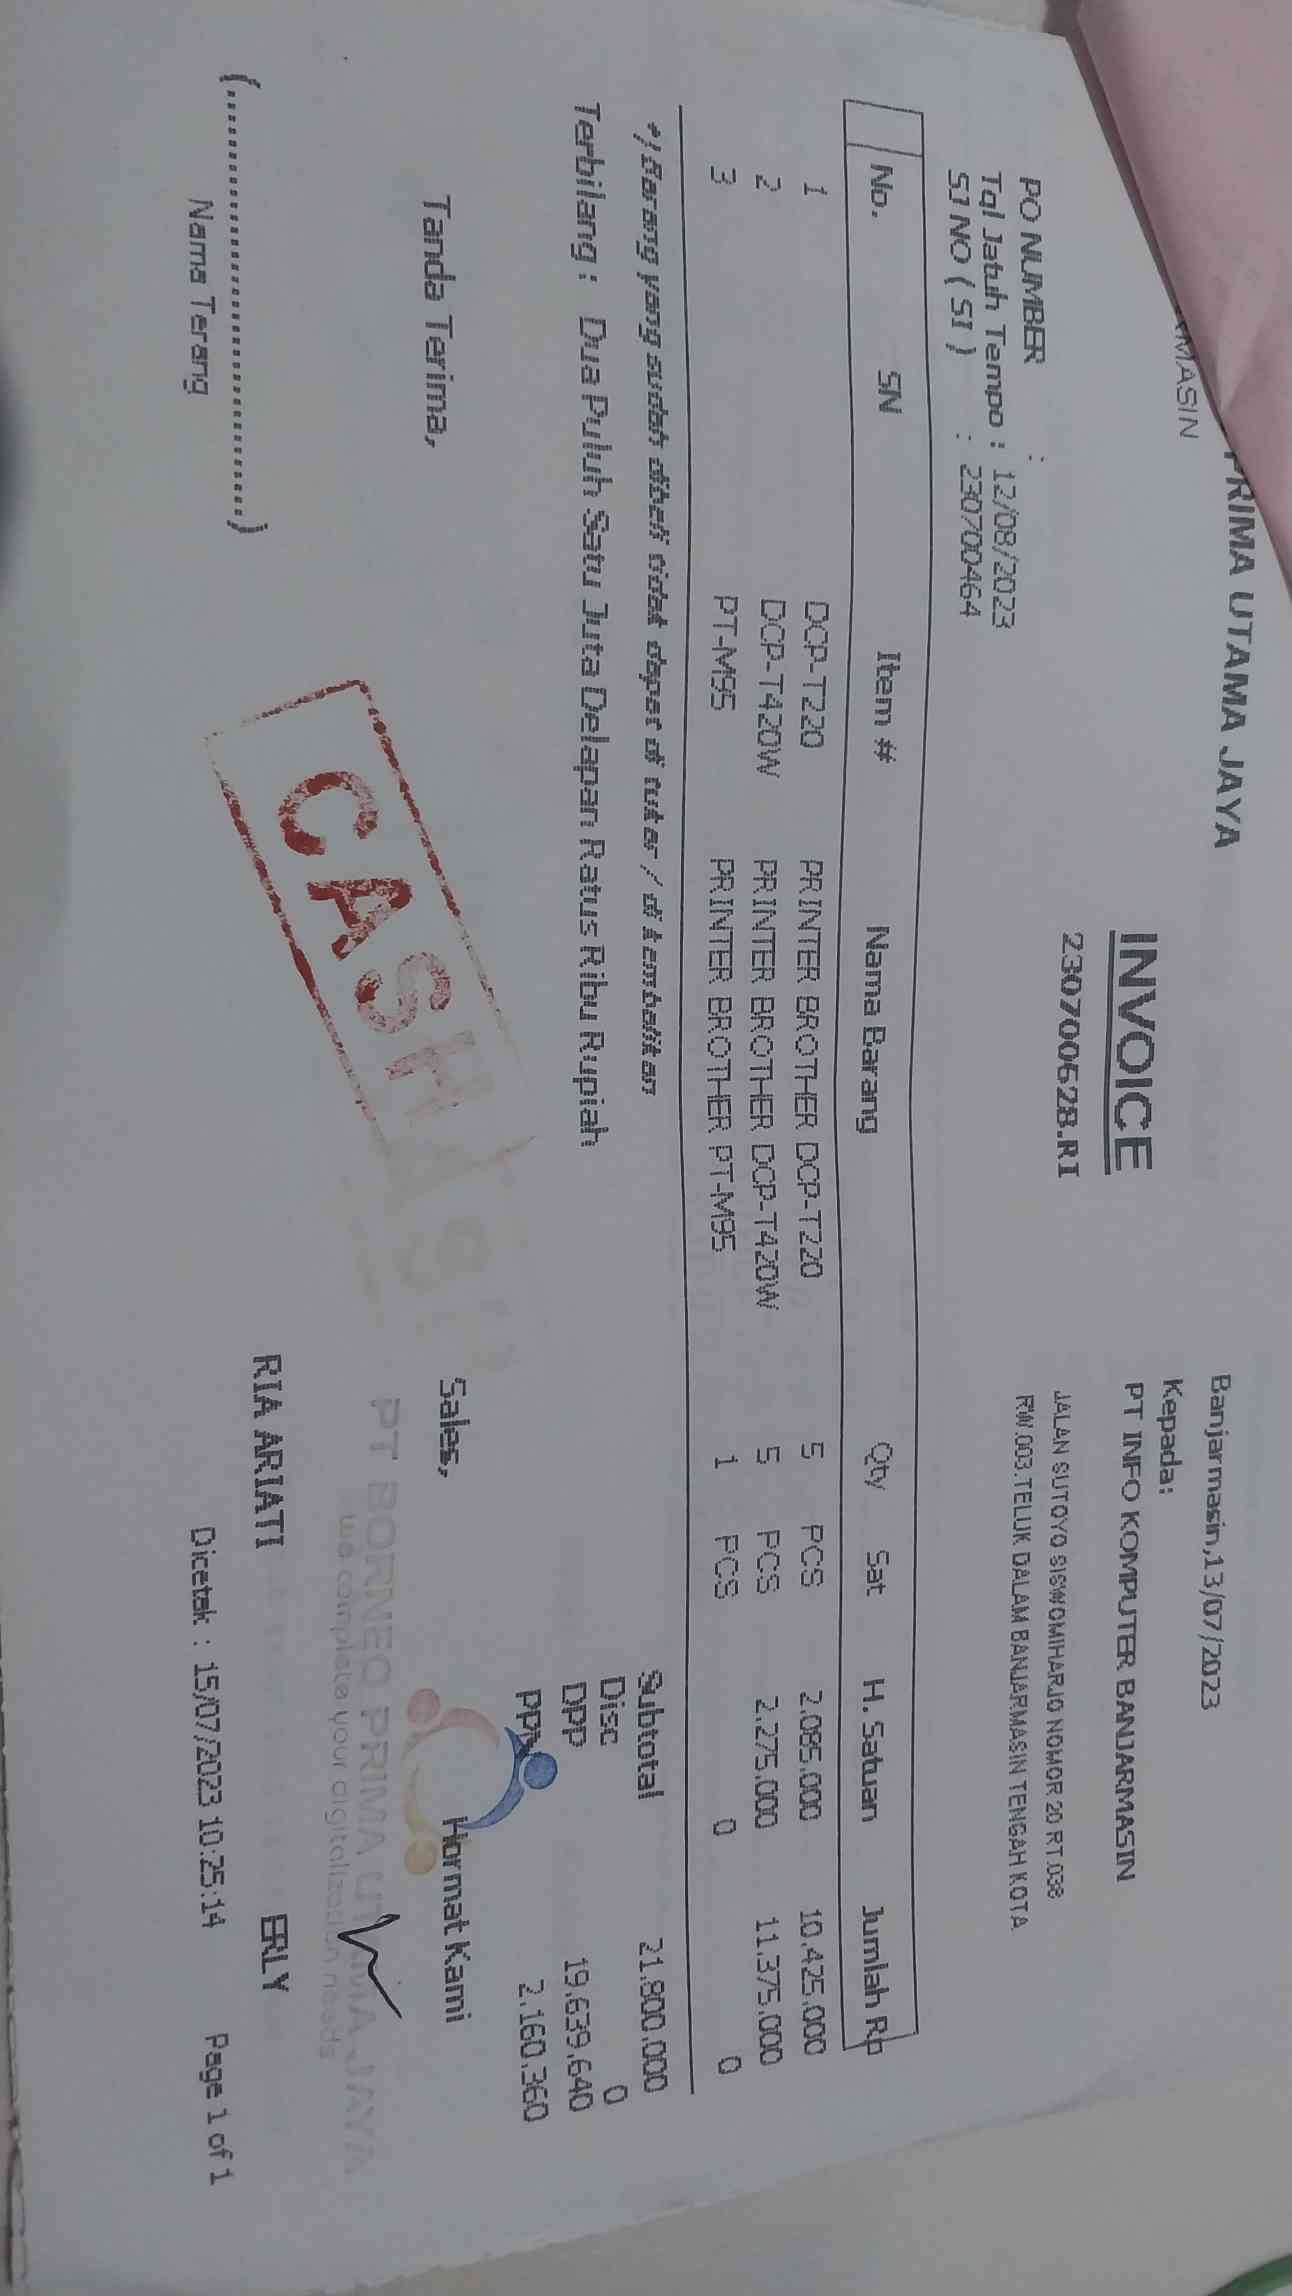 PRIMA UTAMA JAYA
MASIN
INVOICE
230700628.RI
Banjarmasin,13/07/2023
Kepada:
PT INFO KOMPUTER BANJARMASIN
JALAN SUTOYO SISWOMIHARJO NOMOR 20 RT.038
RW.003.TELUK DALAM BANJARMASIN TENGAH KOTA
PO NUMBER :
Tgl Jatuh Tempo : 12/08/2023
SJ NO ( SI ) : 230700464
No. SN Item # Nama Barang Qty Sat H. Satuan Jumlah Rp
1 DCP-T220 PRINTER BROTHER DCP-T220 5 PCS 2.085.000 10.425.000
2 DCP-T420W PRINTER BROTHER DCP-T420W 5 PCS 2.275.000 11.375.000
3 PT-M95 PRINTER BROTHER PT-M95 1 PCS 0 0
*/Barang yang sudah dibeli tidak dapat di tukar / di kembalikan
Terbilang : Dua Puluh Satu Juta Delapan Ratus Ribu Rupiah
Subtotal 21.800.000
Disc 0
DPP 19.639.640
PPN 2.160.360
Tanda Terima,
Sales,
Hormat Kami
CASH
PT BORNEO PRIMA UTAMA JAYA
we complete your digitalization needs
(..............................)
Nama Terang
RIA ARIATI
ERLY
Dicetak : 15/07/2023 10:25:14 Page 1 of 1